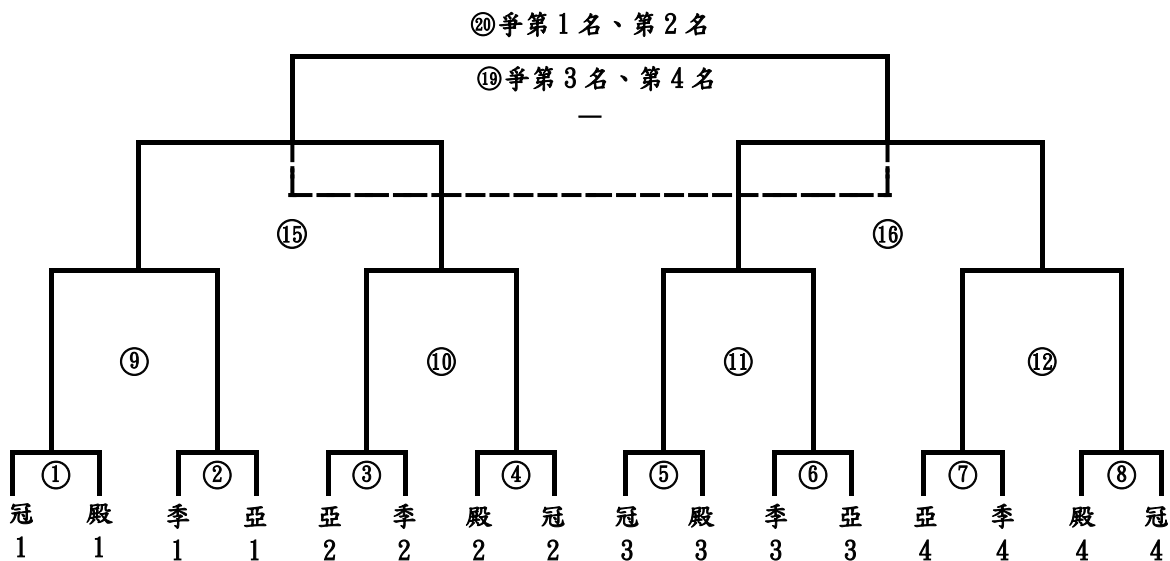 ⑳爭第1名、第2名
⑲爭第3名、第4名
—
⑮ ⑯
⑨ ⑩ ⑪ ⑫
① ② ③ ④ ⑤ ⑥ ⑦ ⑧
冠 殿 季 亞 亞 季 殿 冠 冠 殿 季 亞 亞 季 殿 冠
1 1 1 1 2 2 2 2 3 3 3 3 4 4 4 4